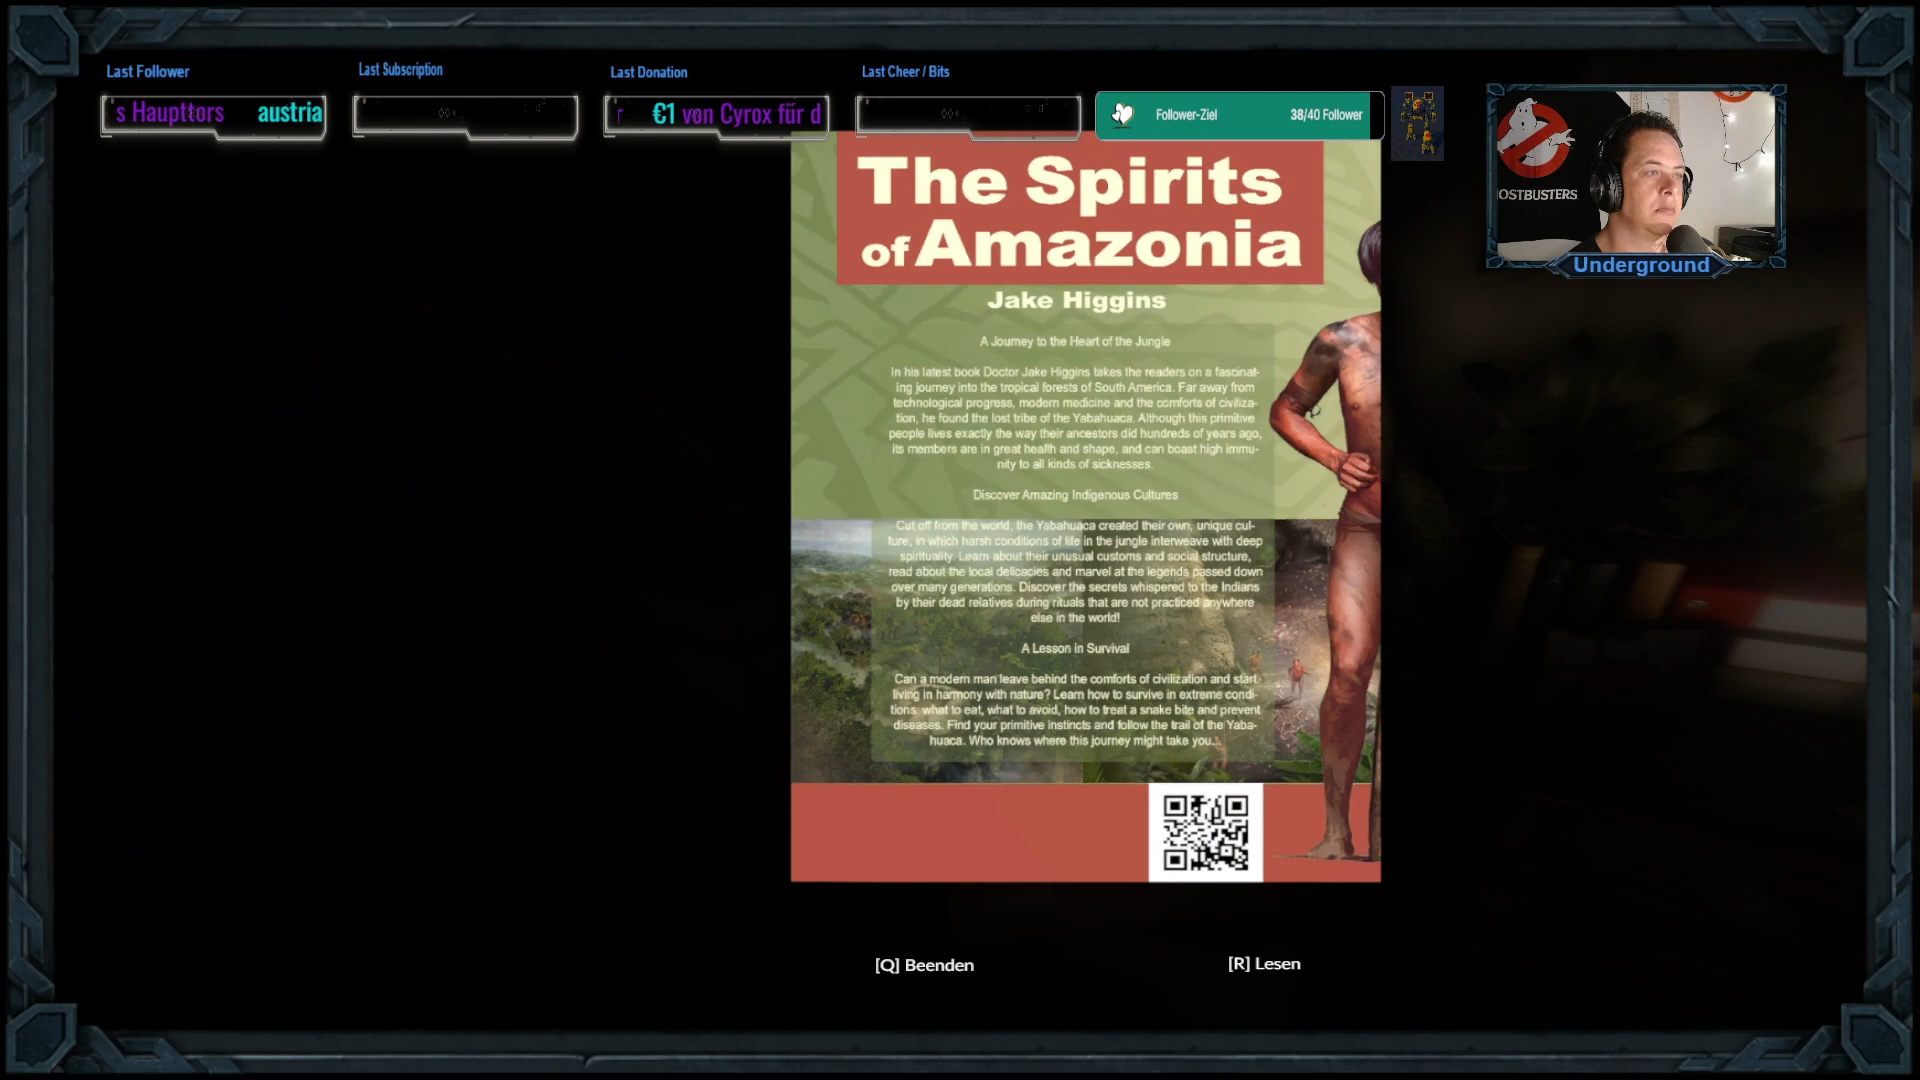 Last Follower
Last Subscription
Last Donation
Last Cheer / Bits
s Haupttors austria
€1 von Cyrox für d
Follower-Ziel
38/40 Follower
OSTBUSTERS
Underground
The Spirits
of Amazonia
Jake Higgins
A Journey to the Heart of the Jungle
In his latest book Doctor Jake Higgins takes the readers on a fascinat-
ing journey into the tropical forests of South America. Far away from
technological progress, modern medicine and the comforts of civiliza-
tion, he found the lost tribe of the Yabahuaca. Although this primitive
people lives exactly the way their ancestors did hundreds of years ago,
its members are in great health and shape, and can boast high immu-
nity to all kinds of sicknesses.
Discover Amazing Indigenous Cultures
Cut off from the world, the Yabahuaca created their own, unique cul-
ture, in which harsh conditions of life in the jungle interweave with deep
spirituality. Learn about their unusual customs and social structure,
read about the local delicacies and marvel at the legends passed down
over many generations. Discover the secrets whispered to the Indians
by their dead relatives during rituals that are not practiced anywhere
else in the world!
A Lesson in Survival
Can a modern man leave behind the comforts of civilization and start
living in harmony with nature? Learn how to survive in extreme condi-
tions: what to eat, what to avoid, how to treat a snake bite and prevent
diseases. Find your primitive instincts and follow the trail of the Yaba-
huaca. Who knows where this journey might take you...
[Q] Beenden
[R] Lesen